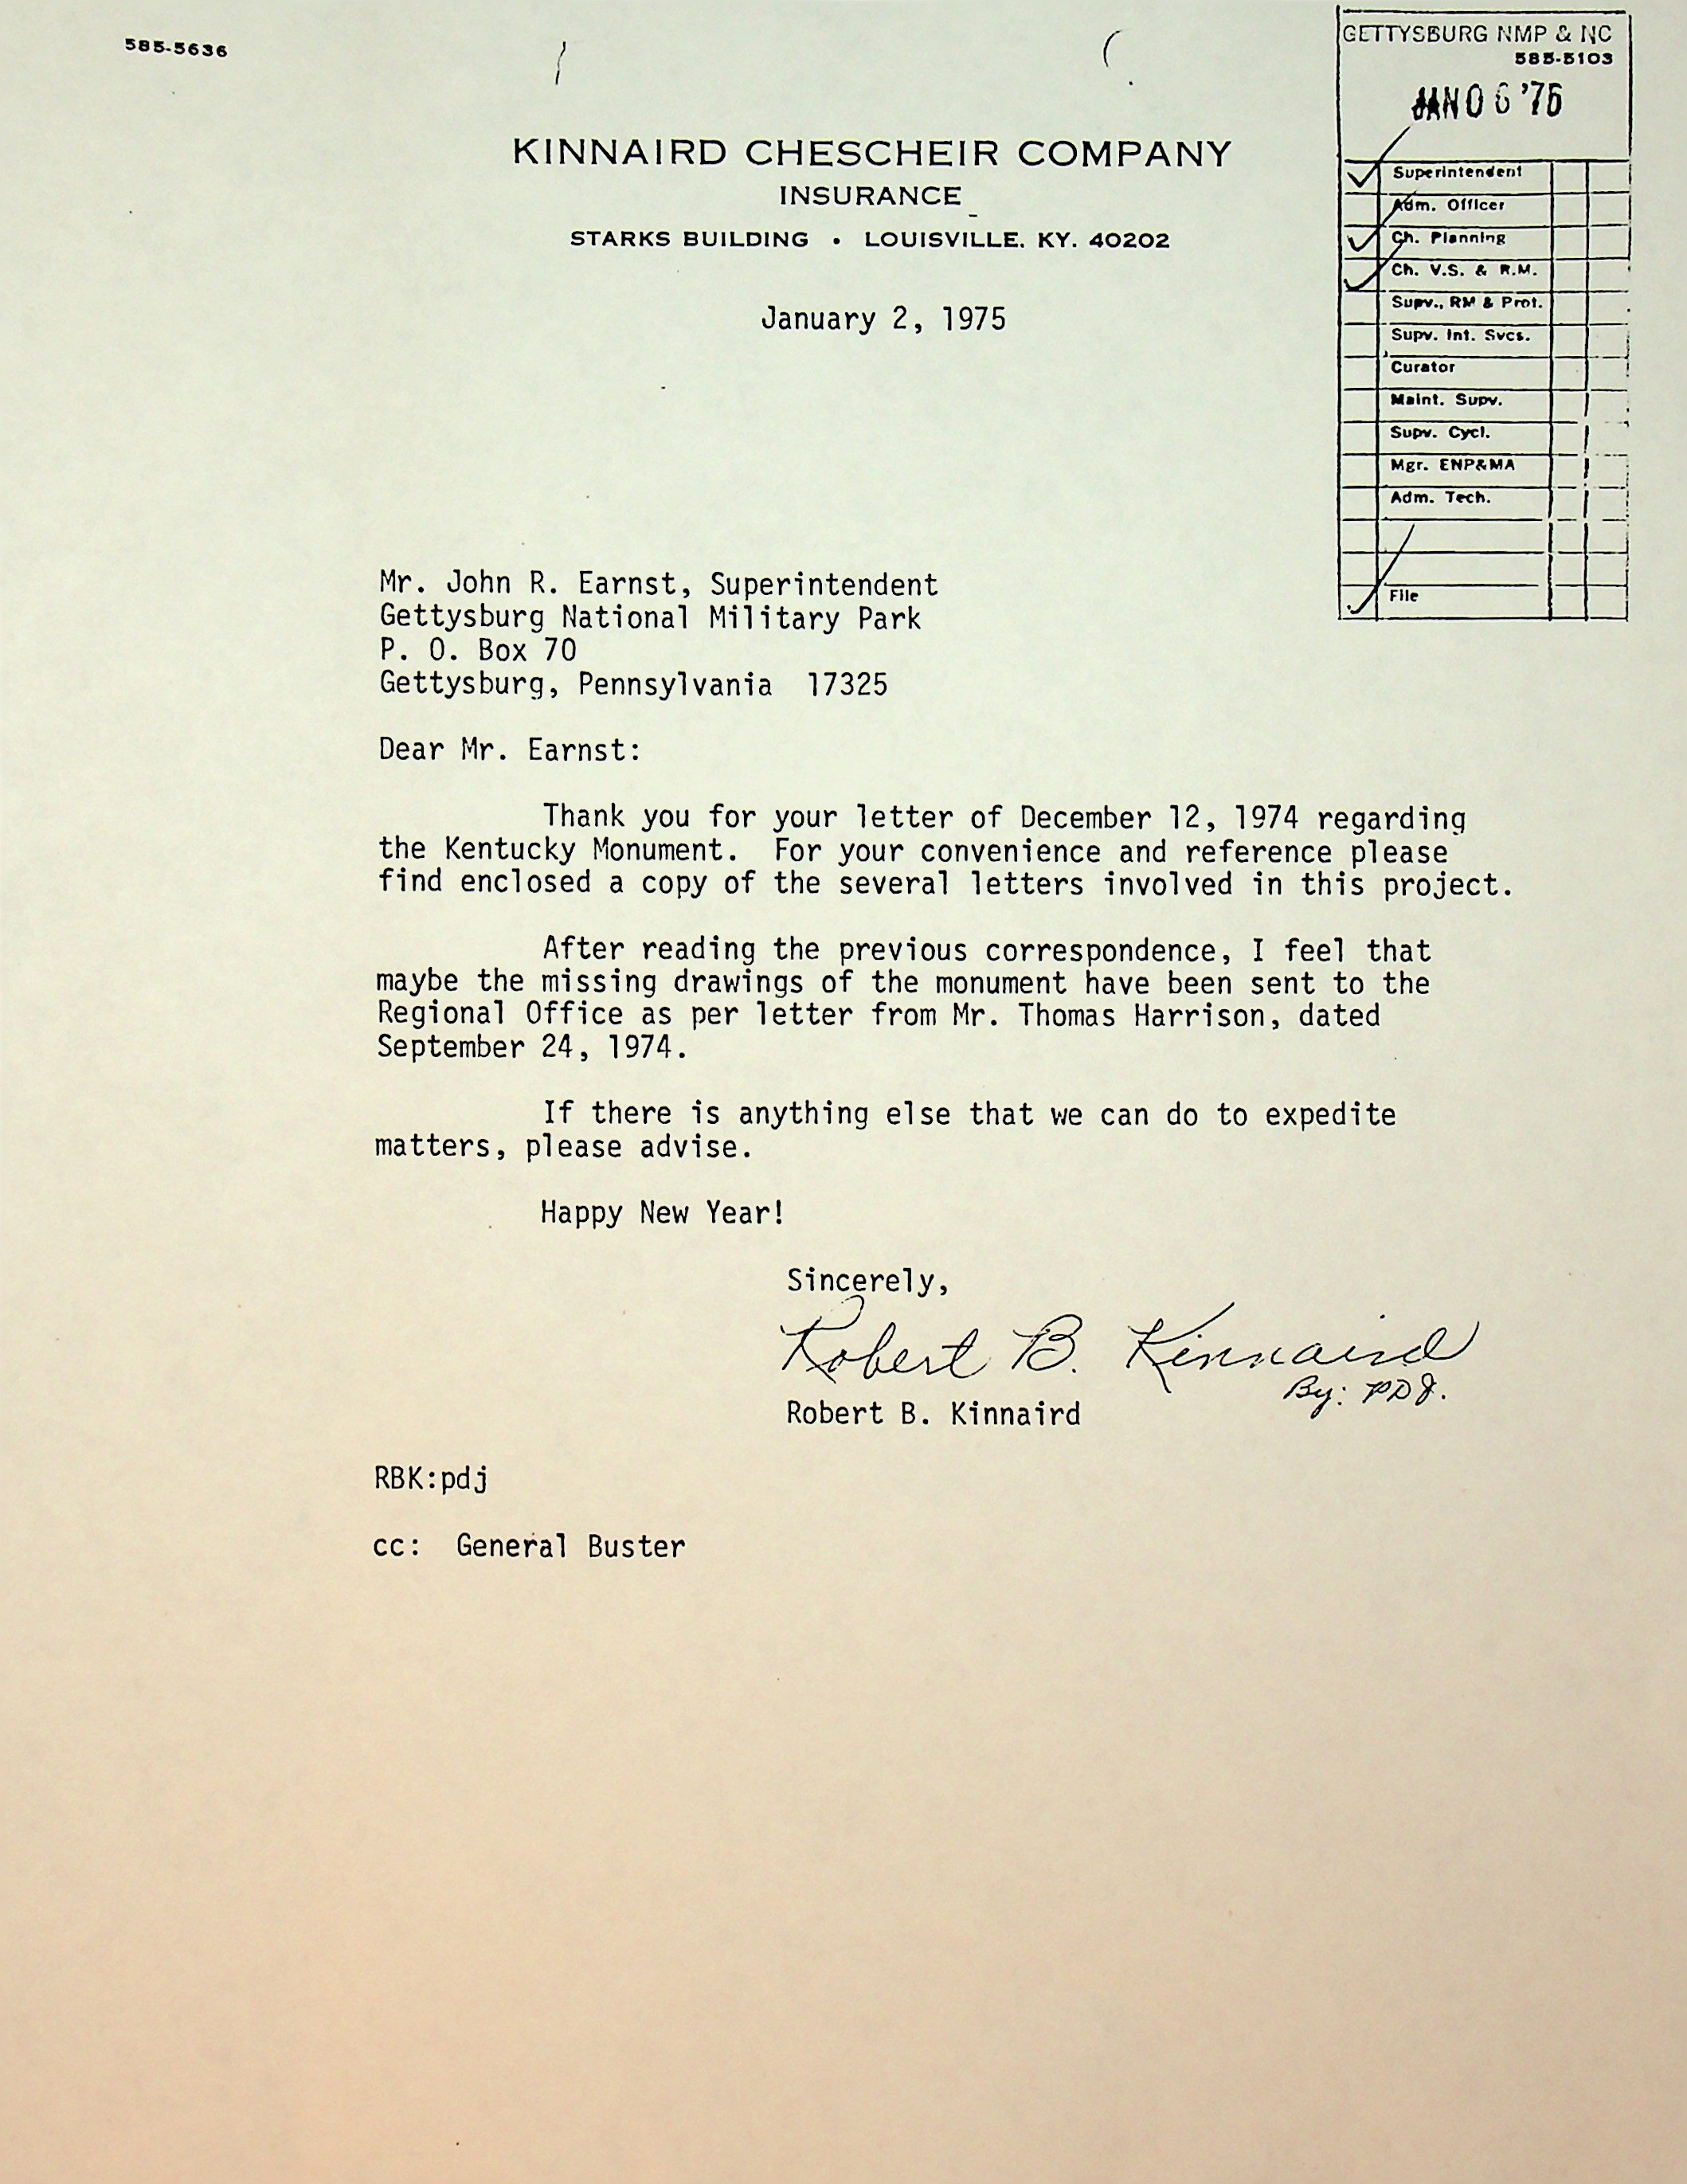 585-5636
GETTYSBURG NMP & NC
585-5103
JAN 06 '75
KINNAIRD CHESCHEIR COMPANY
INSURANCE
STARKS BUILDING • LOUISVILLE, KY. 40202
Superintendent
Adm. Officer
Ch. Planning
Ch. V.S. & R.M.
Supv., RM & Prot.
Supv. Int. Svcs.
Curator
Maint. Supv.
Supv. Cycl.
Mgr. ENP&MA
Adm. Tech.
File
January 2, 1975
Mr. John R. Earnst, Superintendent
Gettysburg National Military Park
P. O. Box 70
Gettysburg, Pennsylvania 17325
Dear Mr. Earnst:
Thank you for your letter of December 12, 1974 regarding
the Kentucky Monument. For your convenience and reference please
find enclosed a copy of the several letters involved in this project.
After reading the previous correspondence, I feel that
maybe the missing drawings of the monument have been sent to the
Regional Office as per letter from Mr. Thomas Harrison, dated
September 24, 1974.
If there is anything else that we can do to expedite
matters, please advise.
Happy New Year!
Sincerely,
Robert B. Kinnaird
By: PDJ.
Robert B. Kinnaird
RBK:pdj
cc: General Buster